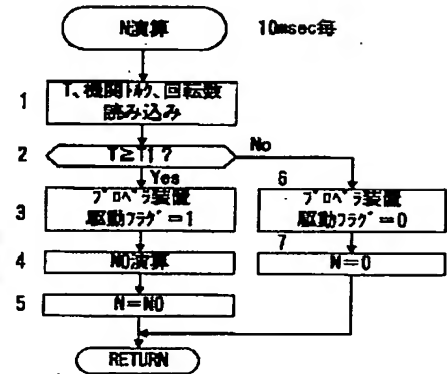 N演算 10msec毎
1 T、機関トルク、回転数
読み込み
2 T≧T1? No
Yes
3 プロペラ装置
駆動フラグ=1
6 プロペラ装置
駆動フラグ=0
4 N0演算
7 N=0
5 N=N0
RETURN